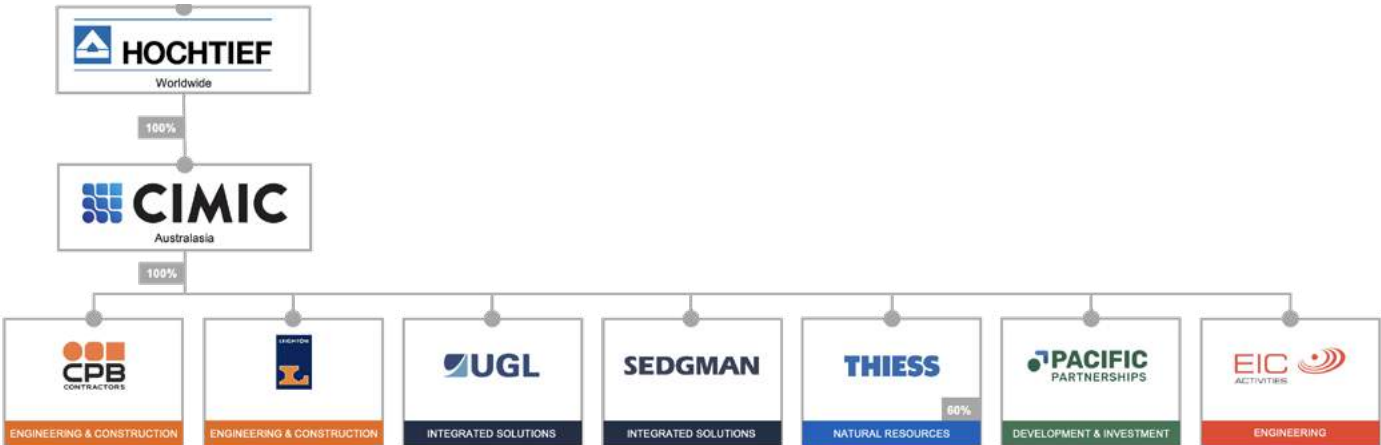 HOCHTIEF
Worldwide
100%
CIMIC
Australasia
100%
CPB
CONTRACTORS
ENGINEERING & CONSTRUCTION
LEIGHTON
L
ENGINEERING & CONSTRUCTION
UGL
INTEGRATED SOLUTIONS
SEDGMAN
INTEGRATED SOLUTIONS
THIESS
60%
NATURAL RESOURCES
PACIFIC
PARTNERSHIPS
DEVELOPMENT & INVESTMENT
EIC
ACTIVITIES
ENGINEERING